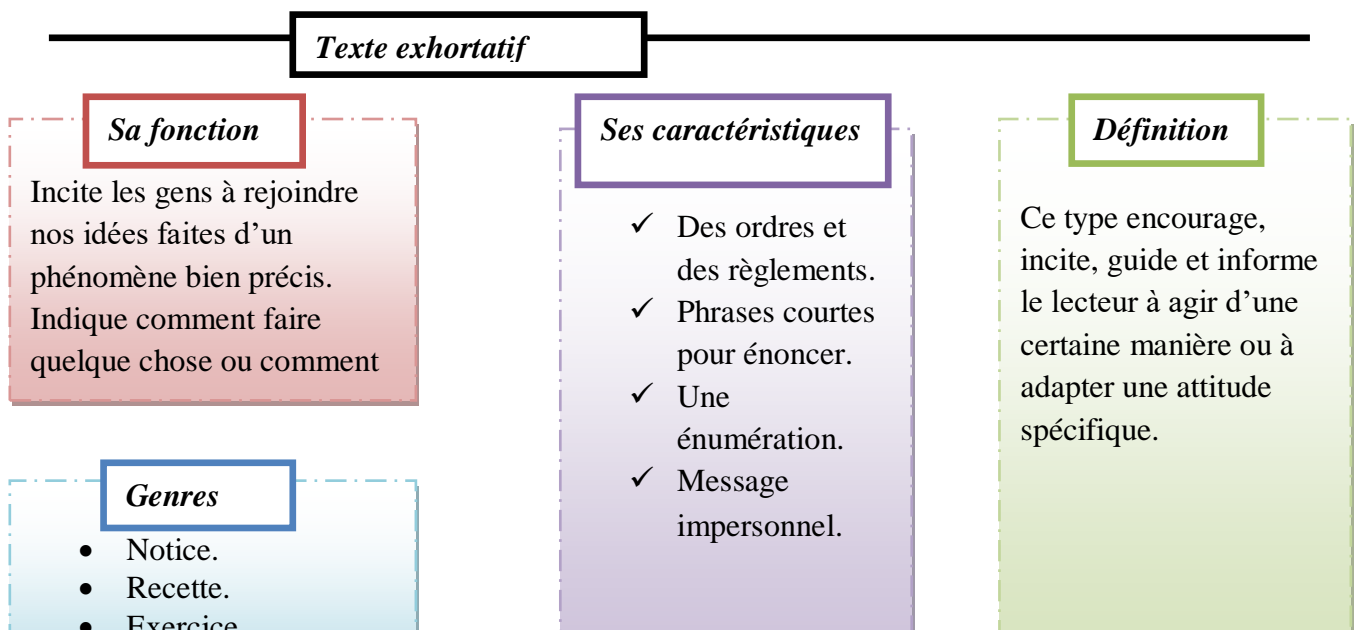 Texte exhortatif
Sa fonction
Incite les gens à rejoindre
nos idées faites d’un
phénomène bien précis.
Indique comment faire
quelque chose ou comment
Genres
• Notice.
• Recette.
• Exercice
Ses caractéristiques
✓ Des ordres et
des règlements.
✓ Phrases courtes
pour énoncer.
✓ Une
énumération.
✓ Message
impersonnel.
Définition
Ce type encourage,
incite, guide et informe
le lecteur à agir d’une
certaine manière ou à
adapter une attitude
spécifique.